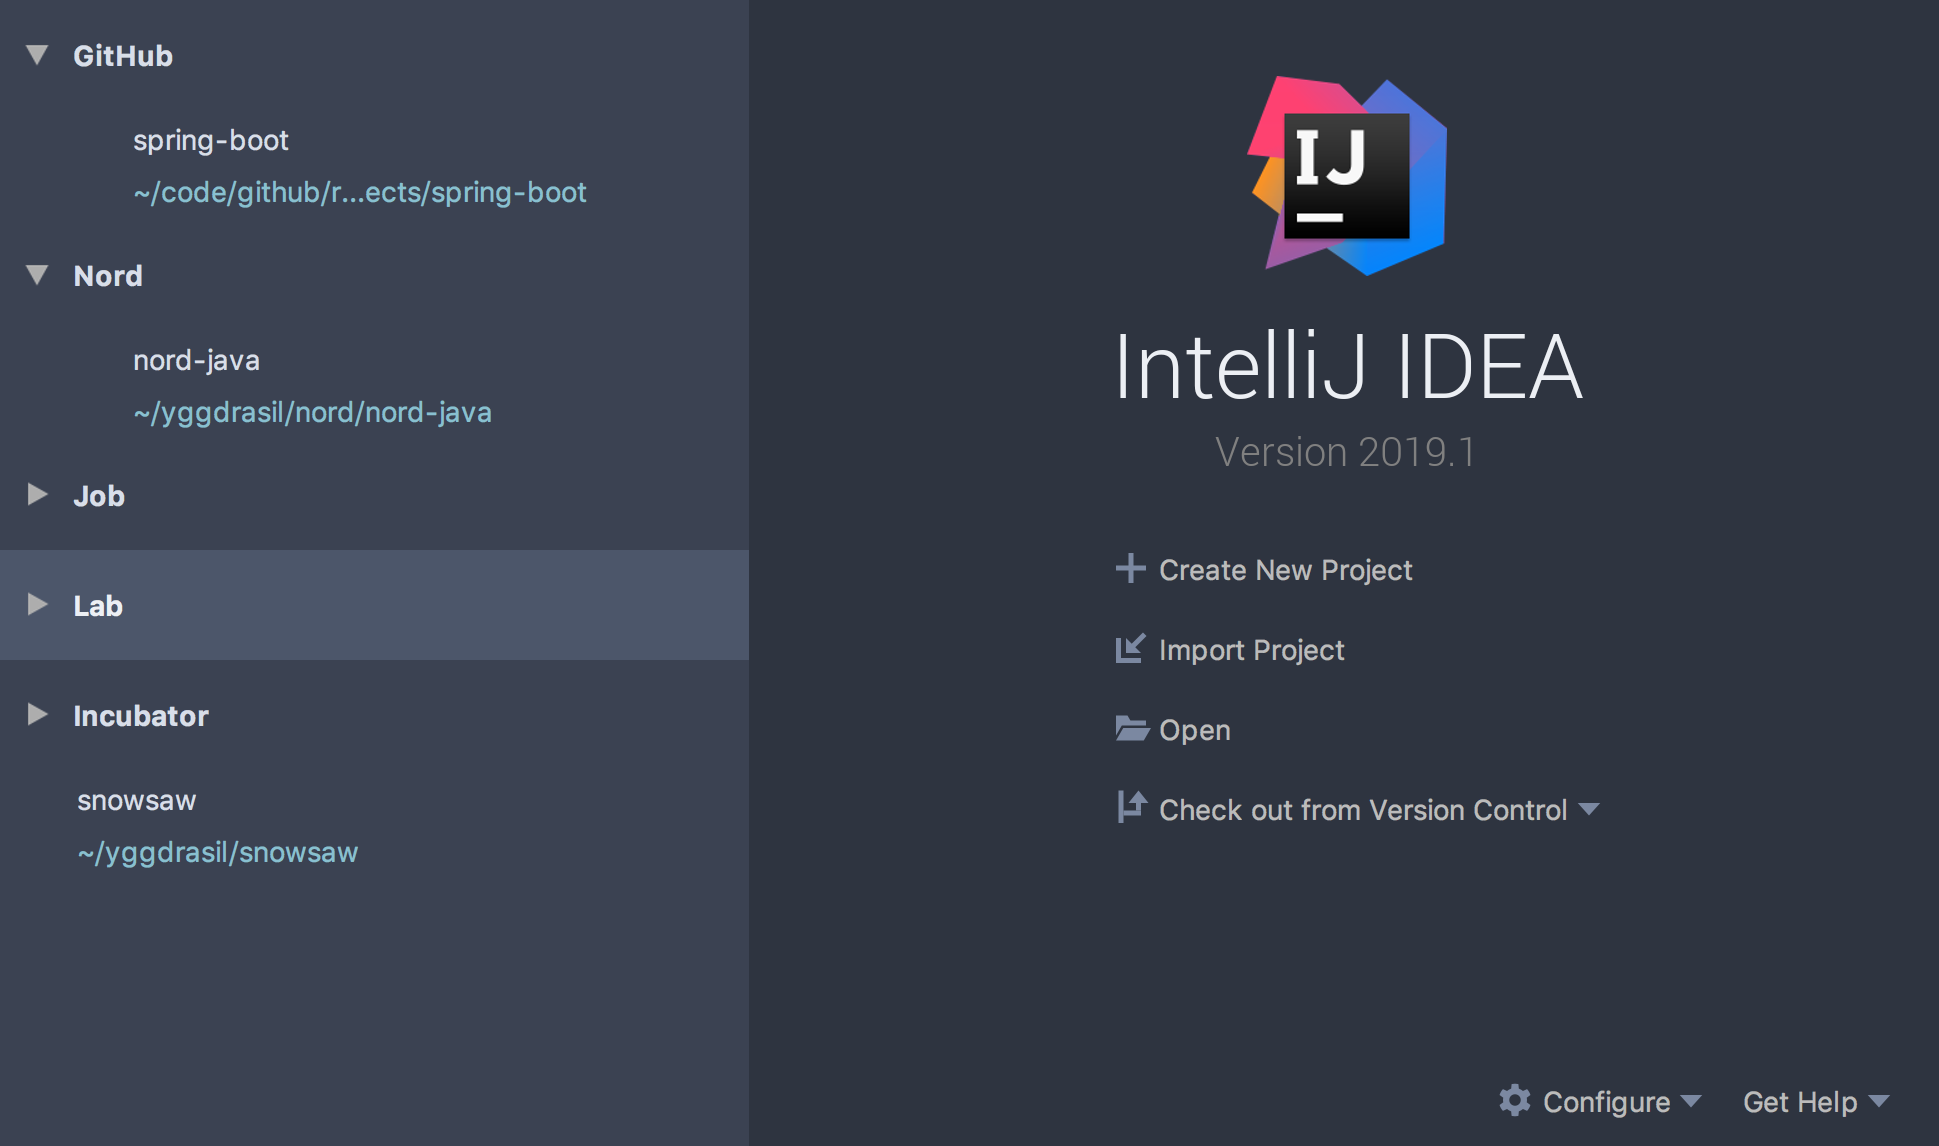 GitHub
spring-boot
~/code/github/r...ects/spring-boot
Nord
nord-java
~/yggdrasil/nord/nord-java
Job
Lab
Incubator
snowsaw
~/yggdrasil/snowsaw
IJ
IntelliJ IDEA
Version 2019.1
Create New Project
Import Project
Open
Check out from Version Control
Configure
Get Help